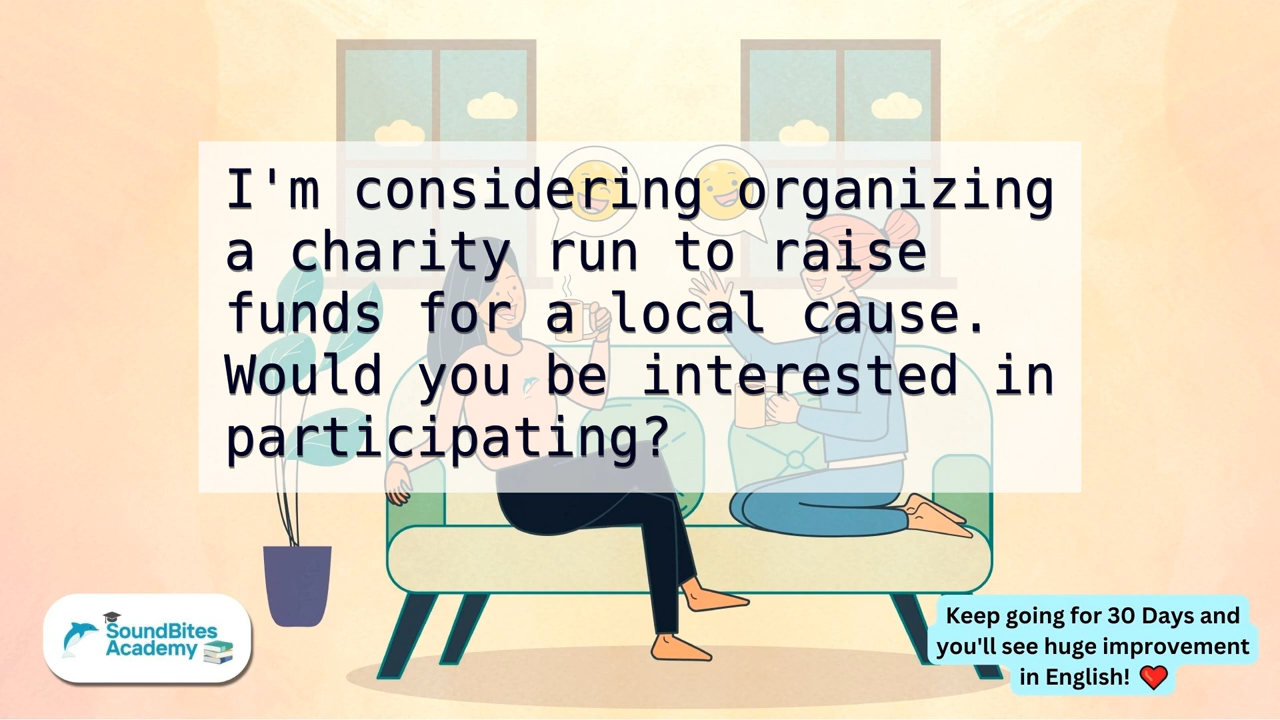 I'm considering organizing
a charity run to raise
funds for a local cause.
Would you be interested in
participating?
SoundBites
Academy
Keep going for 30 Days and
you'll see huge improvement
in English! ❤️